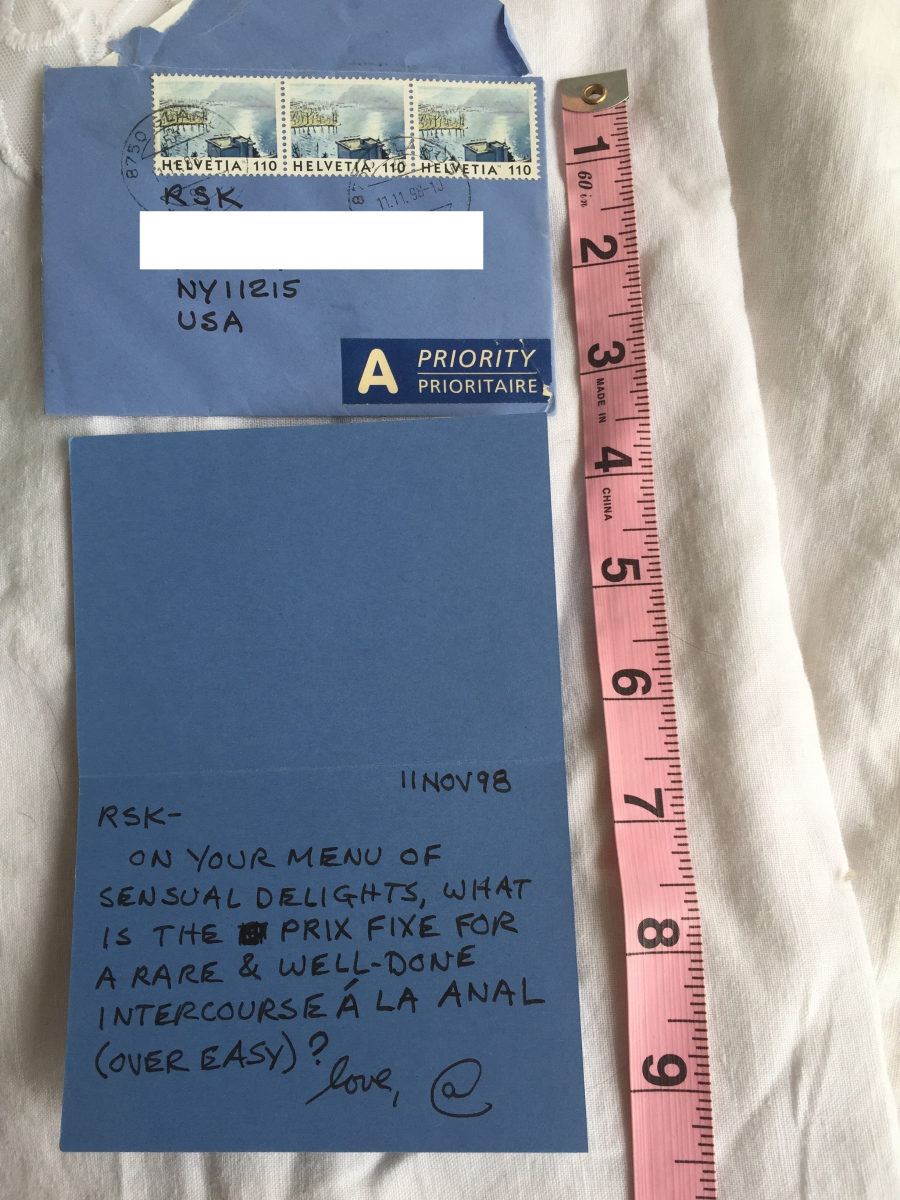 HELVETIA 110 HELVETIA 110 HELVETIA 110
8750
11.11.98-10
RSK
NY 11215
USA
A PRIORITY
PRIORITAIRE
11 NOV 98
RSK-
ON YOUR MENU OF
SENSUAL DELIGHTS, WHAT
IS THE PRIX FIXE FOR
A RARE & WELL-DONE
INTERCOURSE Á LA ANAL
(OVER EASY)?
love, @
1
60 in
2
3
MADE IN
4
CHINA
5
6
7
8
9